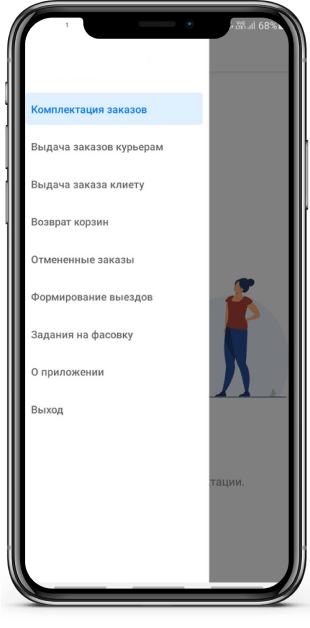 1
68%
Комплектация заказов
Выдача заказов курьерам
Выдача заказа клиету
Возврат корзин
Отмененные заказы
Формирование выездов
Задания на фасовку
О приложении
Выход
тации.